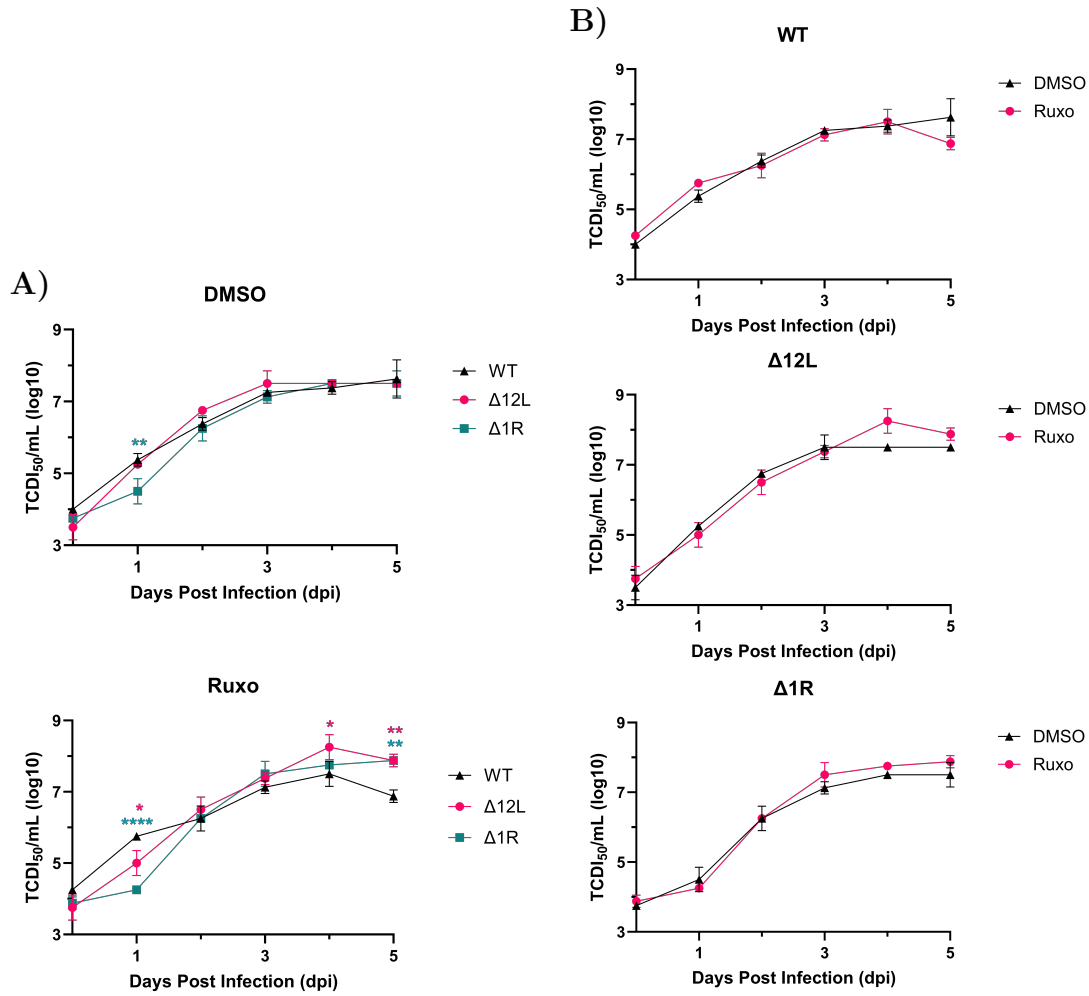 A)
DMSO
TCDI₅₀/mL (log10)
9
7
5
3
**
1
3
5
Days Post Infection (dpi)
WT
Δ12L
Δ1R
Ruxo
TCDI₅₀/mL (log10)
9
7
5
3
*
****
*
**
**
1
3
5
Days Post Infection (dpi)
WT
Δ12L
Δ1R
B)
WT
TCDI₅₀/mL (log10)
9
7
5
3
1
3
5
Days Post Infection (dpi)
DMSO
Ruxo
Δ12L
TCDI₅₀/mL (log10)
9
7
5
3
1
3
5
Days Post Infection (dpi)
DMSO
Ruxo
Δ1R
TCDI₅₀/mL (log10)
9
7
5
3
1
3
5
Days Post Infection (dpi)
DMSO
Ruxo